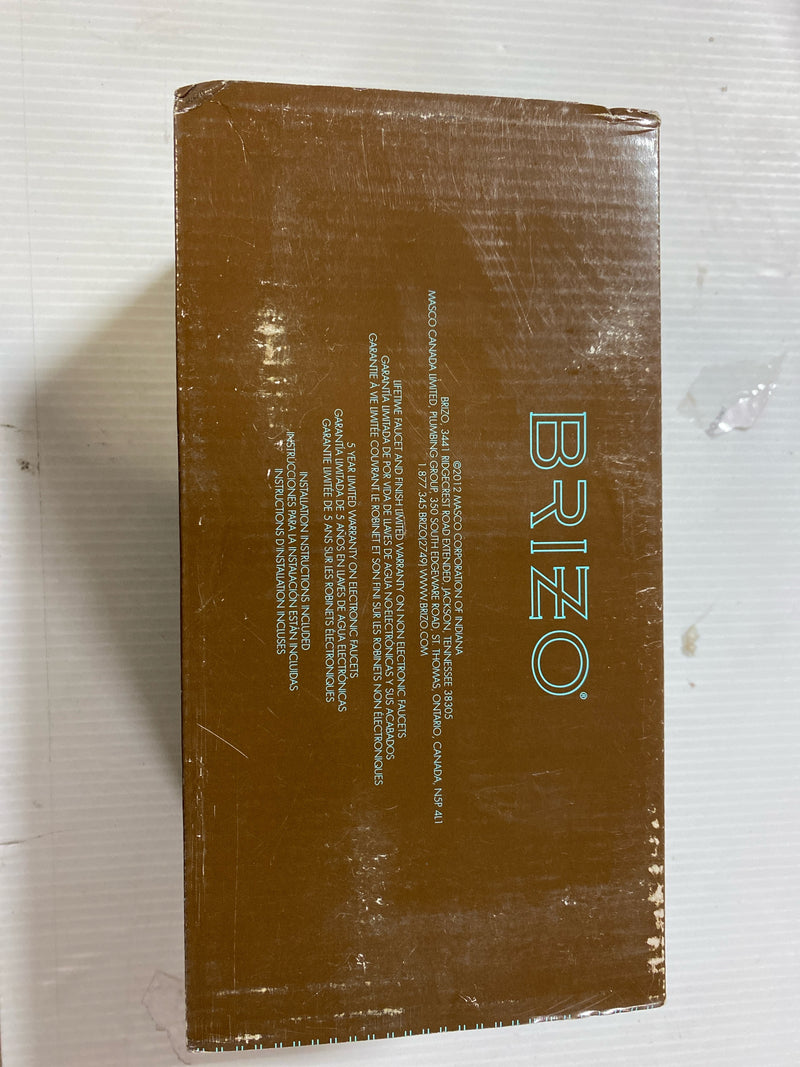 BRIZO®
©2012 MASCO CORPORATION OF INDIANA
BRIZO, 3441 RIDGECREST ROAD EXTENDED, JACKSON, TENNESSEE 38305
MASCO CANADA LIMITED, PLUMBING GROUP, 350 SOUTH EDGEWARE ROAD, ST. THOMAS, ONTARIO, CANADA, N5P 4L1
1.877.345.BRIZO(2749) WWW.BRIZO.COM
LIFETIME FAUCET AND FINISH LIMITED WARRANTY ON NON ELECTRONIC FAUCETS
GARANTÍA LIMITADA DE POR VIDA DE LLAVES DE AGUA NO-ELECTRÓNICAS Y SUS ACABADOS
GARANTIE À VIE LIMITÉE COUVRANT LE ROBINET ET SON FINI SUR LES ROBINETS NON ÉLECTRONIQUES
5 YEAR LIMITED WARRANTY ON ELECTRONIC FAUCETS
GARANTÍA LIMITADA DE 5 AÑOS EN LLAVES DE AGUA ELECTRÓNICAS
GARANTIE LIMITÉE DE 5 ANS SUR LES ROBINETS ÉLECTRONIQUES
INSTALLATION INSTRUCTIONS INCLUDED
INSTRUCCIONES PARA LA INSTALACIÓN ESTÁN INCLUIDAS
INSTRUCTIONS D'INSTALLATION INCLUSES